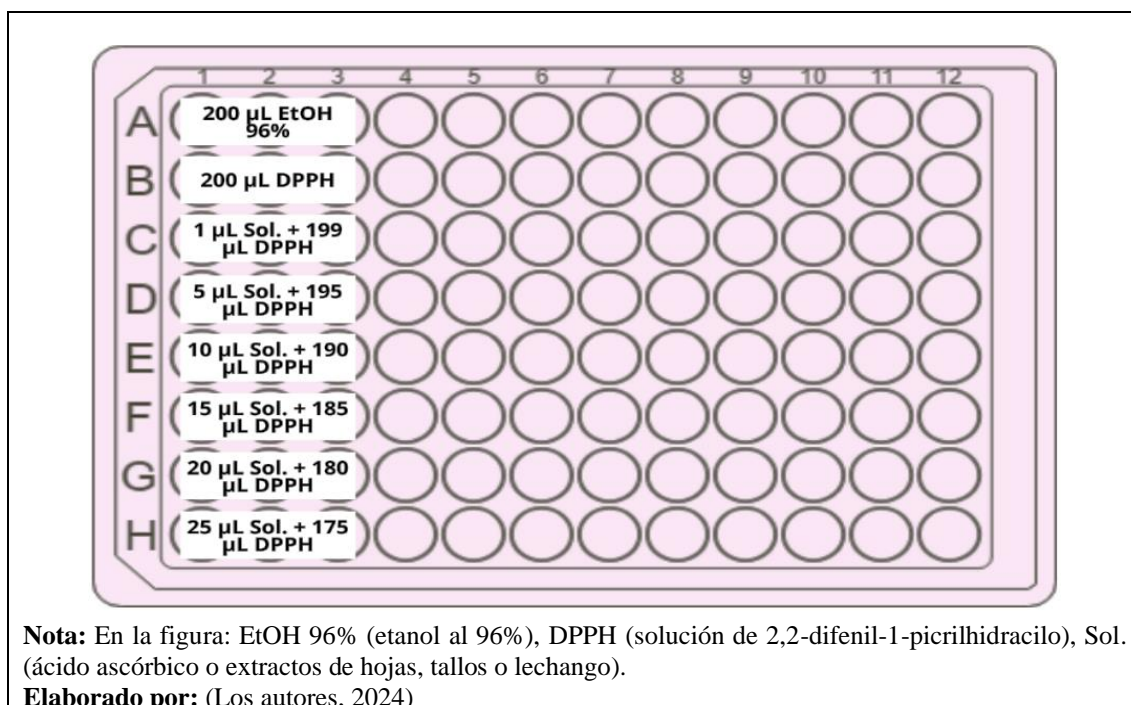 1 2 3 4 5 6 7 8 9 10 11 12
A 200 µL EtOH
96%
B 200 µL DPPH
C 1 µL Sol. + 199
µL DPPH
D 5 µL Sol. + 195
µL DPPH
E 10 µL Sol. + 190
µL DPPH
F 15 µL Sol. + 185
µL DPPH
G 20 µL Sol. + 180
µL DPPH
H 25 µL Sol. + 175
µL DPPH
Nota: En la figura: EtOH 96% (etanol al 96%), DPPH (solución de 2,2-difenil-1-picrilhidracilo), Sol.
(ácido ascórbico o extractos de hojas, tallos o lechango).
Elaborado por: (Los autores, 2024)